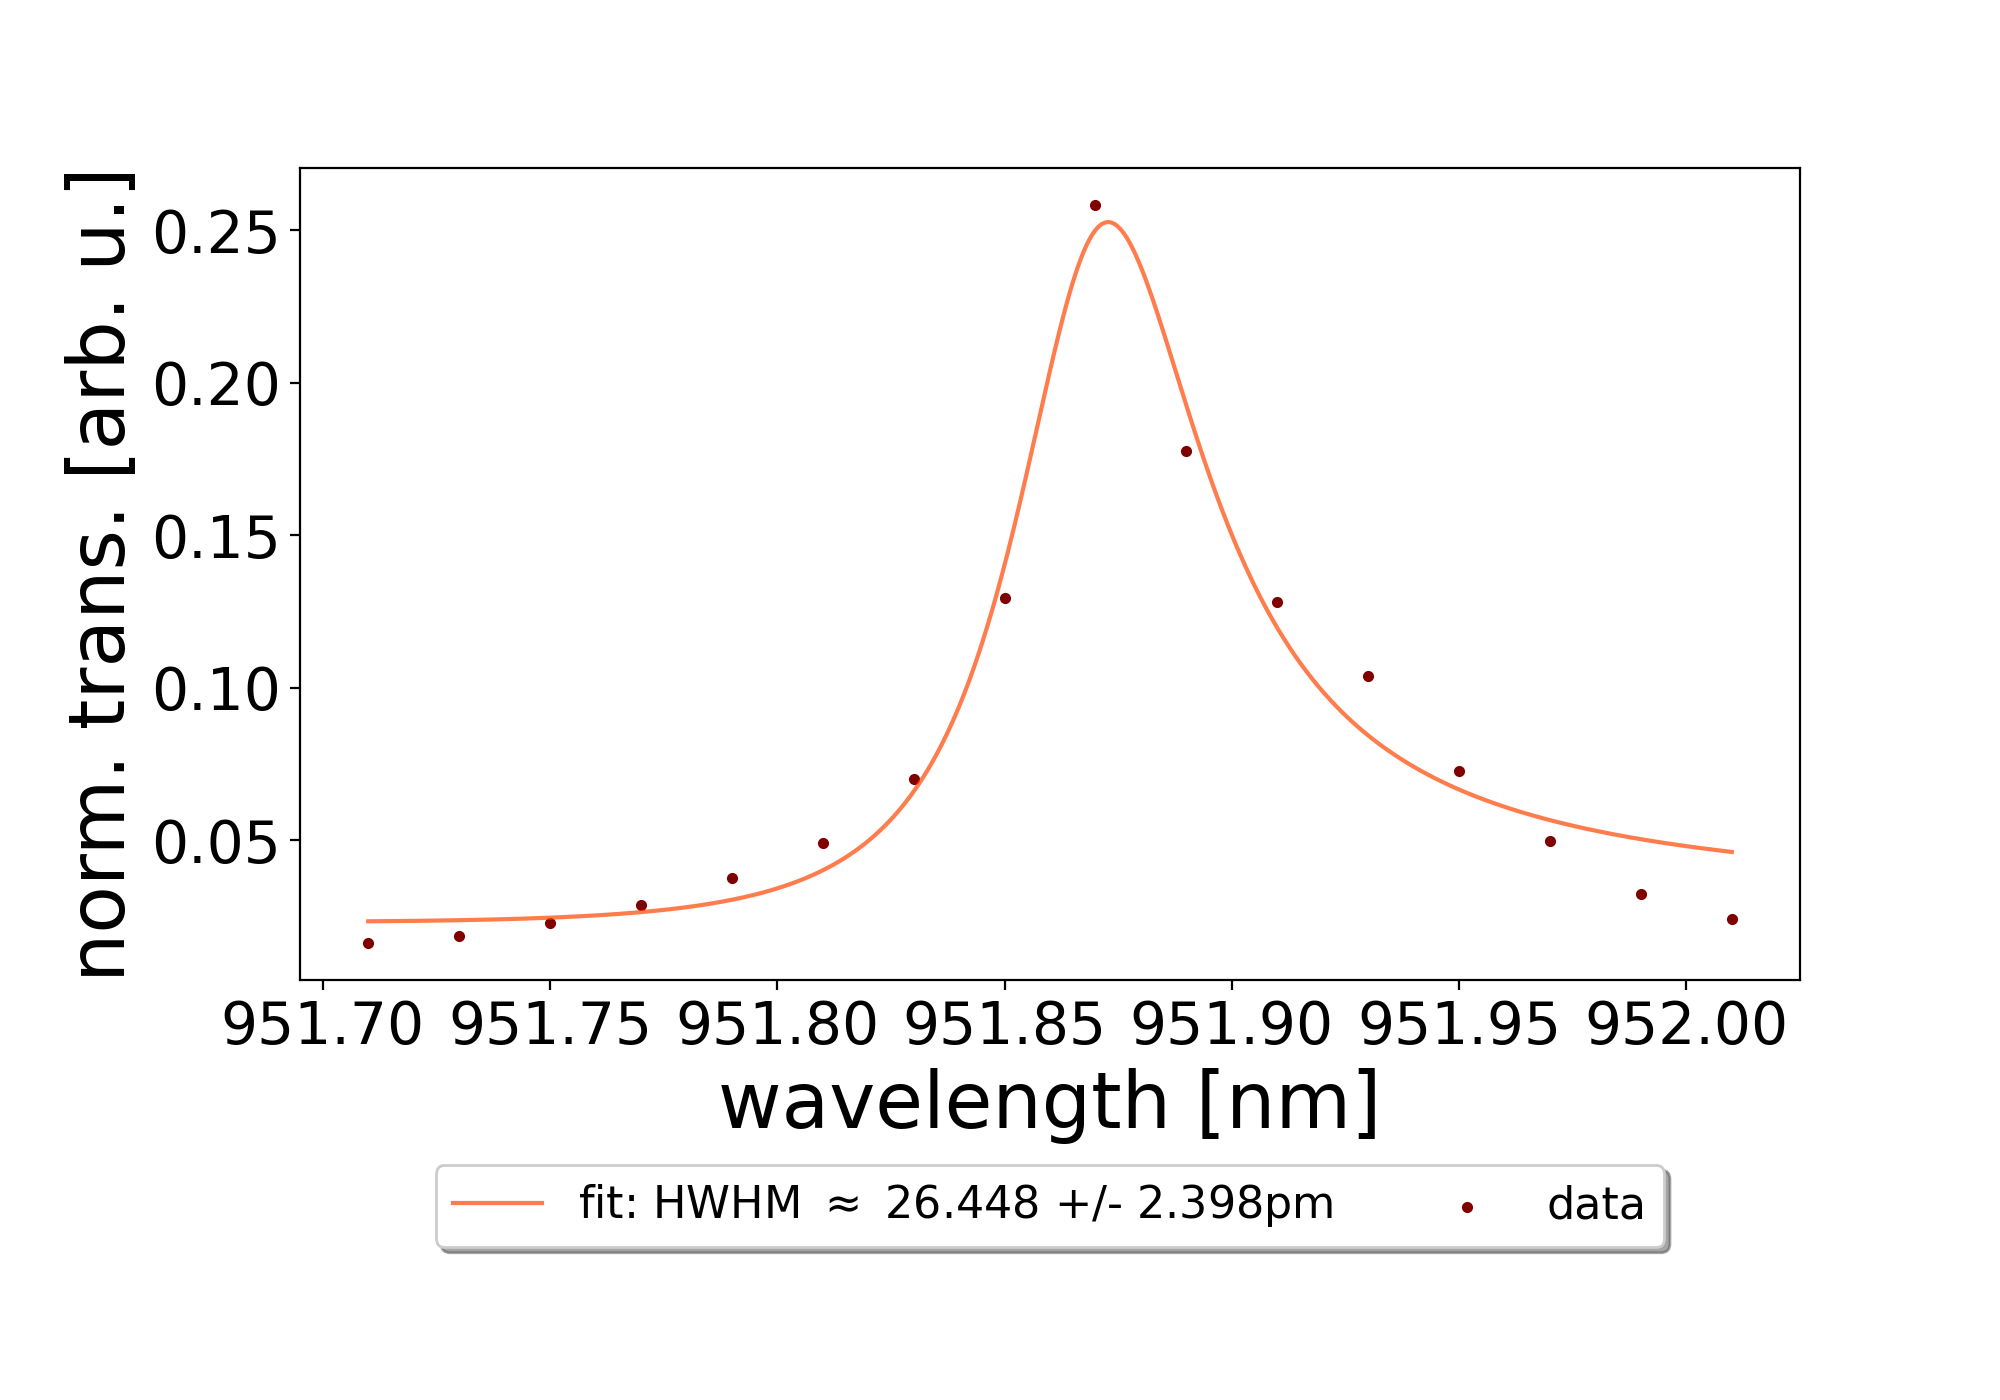 norm. trans. [arb. u.]
0.25
0.20
0.15
0.10
0.05
951.70 951.75 951.80 951.85 951.90 951.95 952.00
wavelength [nm]
fit: HWHM ≈ 26.448 +/- 2.398pm data